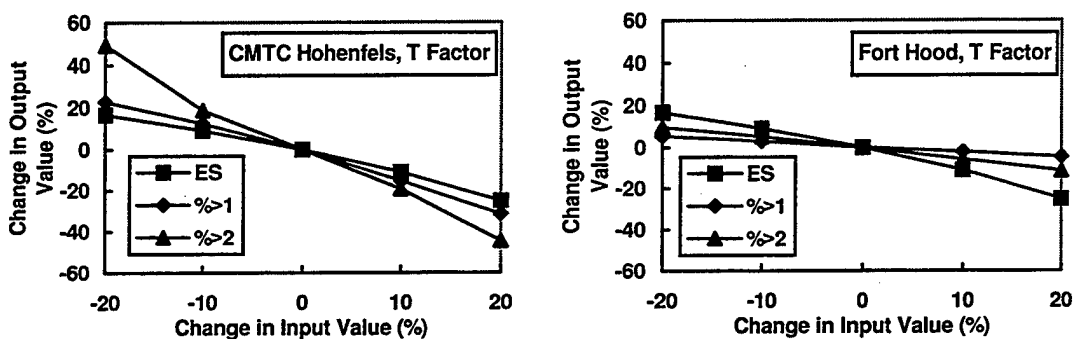 CMTC Hohenfels, T Factor
Change in Output
Value (%)
60
40
20
0
-20
-40
-60
ES
%>1
%>2
-20 -10 0 10 20
Change in Input Value (%)
Fort Hood, T Factor
Change in Output
Value (%)
60
40
20
0
-20
-40
-60
ES
%>1
%>2
-20 -10 0 10 20
Change in Input Value (%)